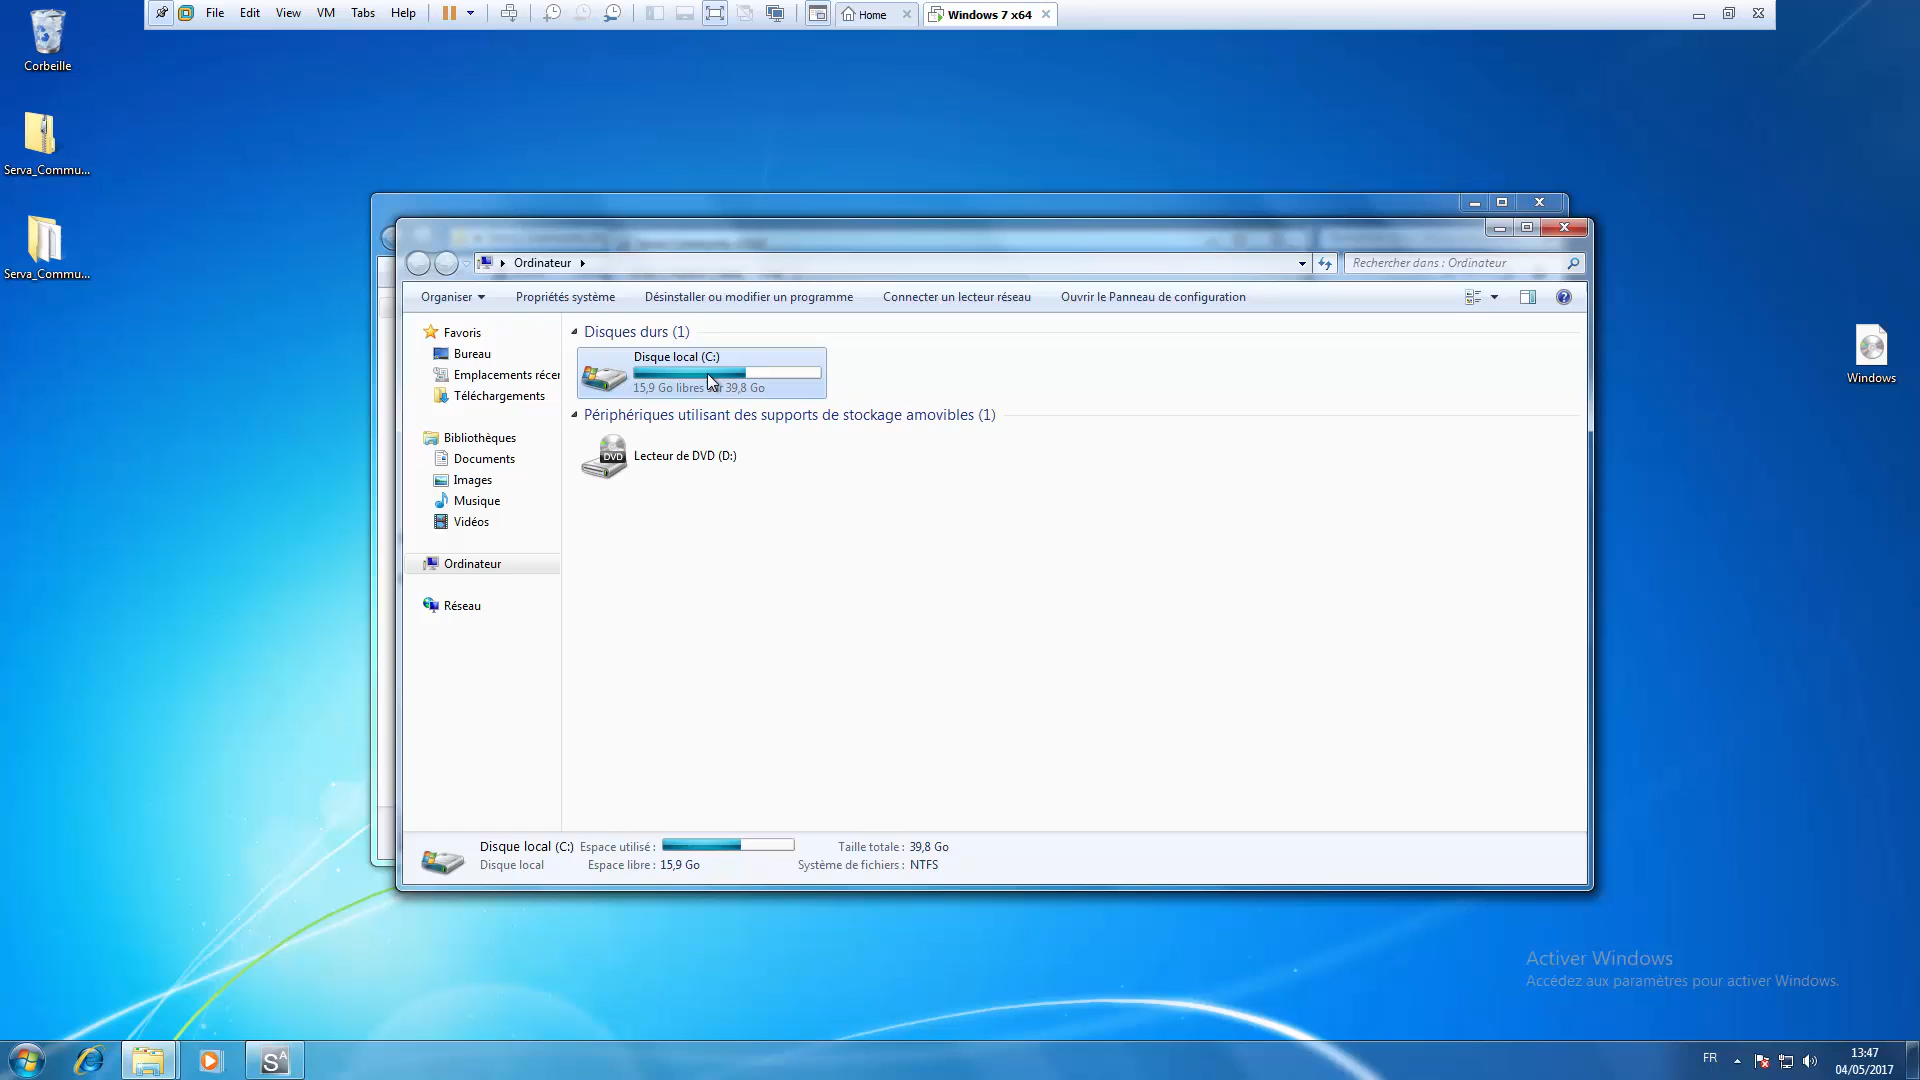 File Edit View VM Tabs Help
Home
Windows 7 x64
Corbeille
Serva_Commu...
Serva_Commu...
Windows
Ordinateur
Rechercher dans : Ordinateur
Organiser
Propriétés système
Désinstaller ou modifier un programme
Connecter un lecteur réseau
Ouvrir le Panneau de configuration
Favoris
Bureau
Emplacements récer
Téléchargements
Bibliothèques
Documents
Images
Musique
Vidéos
Ordinateur
Réseau
Disques durs (1)
Disque local (C:)
15,9 Go libres 39,8 Go
Périphériques utilisant des supports de stockage amovibles (1)
DVD
Lecteur de DVD (D:)
Disque local (C:) Espace utilisé : Taille totale : 39,8 Go
Disque local Espace libre : 15,9 Go Système de fichiers : NTFS
Activer Windows
Accédez aux paramètres pour activer Windows.
SA
FR
13:47
04/05/2017